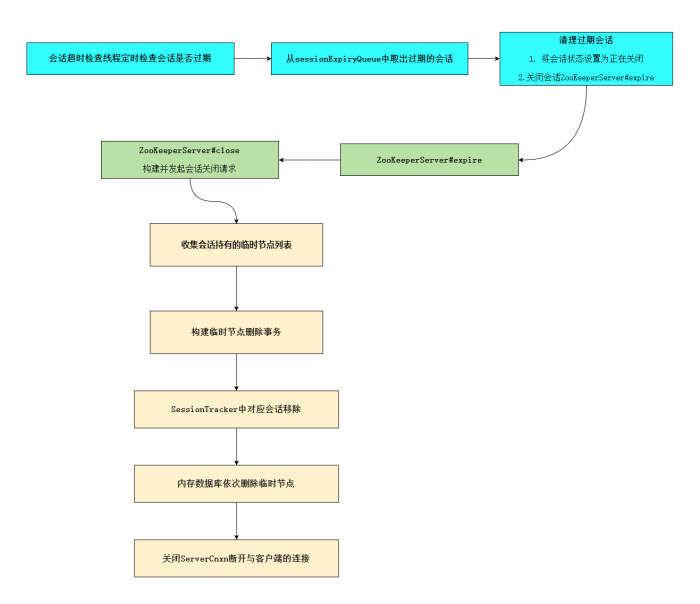 会话超时检查线程定时检查会话是否过期
从sessionExpiryQueue中取出过期的会话
清理过期会话
1. 将会话状态设置为正在关闭
2.关闭会话ZooKeeperServer#expire
ZooKeeperServer#expire
ZooKeeperServer#close
构建并发起会话关闭请求
收集会话持有的临时节点列表
构建临时节点删除事务
SessionTracker中对应会话移除
内存数据库依次删除临时节点
关闭ServerCnxn断开与客户端的连接